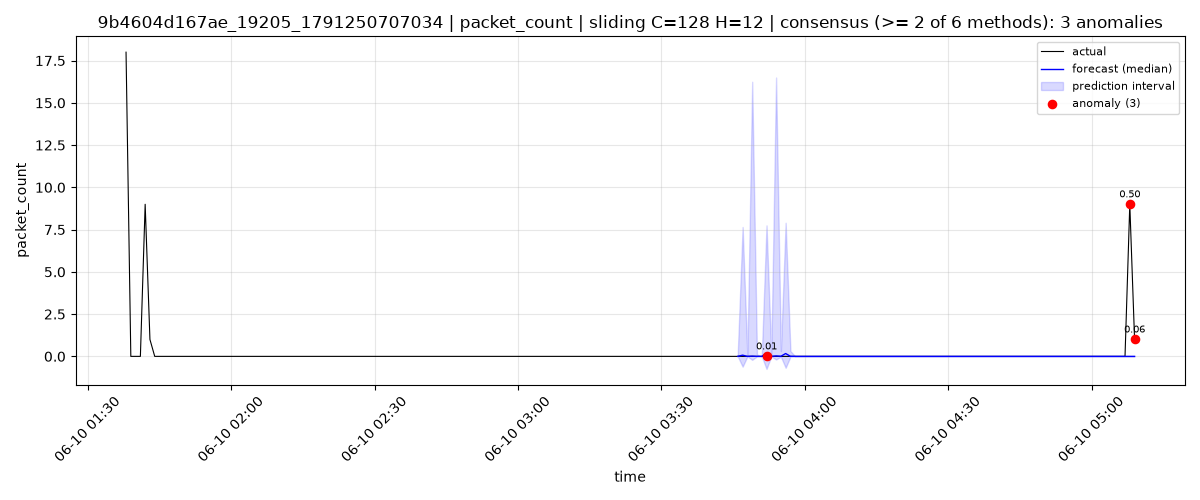 9b4604d167ae_19205_1791250707034 | packet_count | sliding C=128 H=12 | consensus (>= 2 of 6 methods): 3 anomalies
actual
forecast (median)
prediction interval
anomaly (3)
packet_count
17.5
15.0
12.5
10.0
7.5
5.0
2.5
0.0
0.01
0.50
0.06
06-10 01:30
06-10 02:00
06-10 02:30
06-10 03:00
06-10 03:30
06-10 04:00
06-10 04:30
06-10 05:00
time